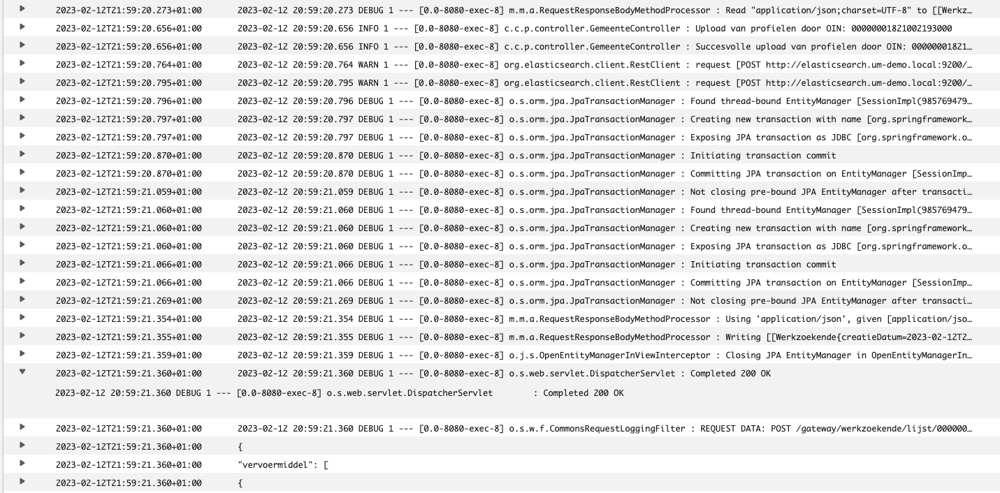 2023-02-12T21:59:20.273+01:00 2023-02-12 20:59:20.273 DEBUG 1 --- [0.0-8080-exec-8] m.m.a.RequestResponseBodyMethodProcessor : Read "application/json;charset=UTF-8" to [[Werkz…
2023-02-12T21:59:20.656+01:00 2023-02-12 20:59:20.656 INFO 1 --- [0.0-8080-exec-8] c.c.p.controller.GemeenteController : Upload van profielen door OIN: 00000001821002193000
2023-02-12T21:59:20.656+01:00 2023-02-12 20:59:20.656 INFO 1 --- [0.0-8080-exec-8] c.c.p.controller.GemeenteController : Succesvolle upload van profielen door OIN: 00000001821…
2023-02-12T21:59:20.764+01:00 2023-02-12 20:59:20.764 WARN 1 --- [0.0-8080-exec-8] org.elasticsearch.client.RestClient : request [POST http://elasticsearch.um-demo.local:9200/…
2023-02-12T21:59:20.795+01:00 2023-02-12 20:59:20.795 WARN 1 --- [0.0-8080-exec-8] org.elasticsearch.client.RestClient : request [POST http://elasticsearch.um-demo.local:9200/…
2023-02-12T21:59:20.796+01:00 2023-02-12 20:59:20.796 DEBUG 1 --- [0.0-8080-exec-8] o.s.orm.jpa.JpaTransactionManager : Found thread-bound EntityManager [SessionImpl(985769479…
2023-02-12T21:59:20.797+01:00 2023-02-12 20:59:20.797 DEBUG 1 --- [0.0-8080-exec-8] o.s.orm.jpa.JpaTransactionManager : Creating new transaction with name [org.springframework…
2023-02-12T21:59:20.797+01:00 2023-02-12 20:59:20.797 DEBUG 1 --- [0.0-8080-exec-8] o.s.orm.jpa.JpaTransactionManager : Exposing JPA transaction as JDBC [org.springframework.o…
2023-02-12T21:59:20.870+01:00 2023-02-12 20:59:20.870 DEBUG 1 --- [0.0-8080-exec-8] o.s.orm.jpa.JpaTransactionManager : Initiating transaction commit
2023-02-12T21:59:20.870+01:00 2023-02-12 20:59:20.870 DEBUG 1 --- [0.0-8080-exec-8] o.s.orm.jpa.JpaTransactionManager : Committing JPA transaction on EntityManager [SessionImp…
2023-02-12T21:59:21.059+01:00 2023-02-12 20:59:21.059 DEBUG 1 --- [0.0-8080-exec-8] o.s.orm.jpa.JpaTransactionManager : Not closing pre-bound JPA EntityManager after transacti…
2023-02-12T21:59:21.060+01:00 2023-02-12 20:59:21.060 DEBUG 1 --- [0.0-8080-exec-8] o.s.orm.jpa.JpaTransactionManager : Found thread-bound EntityManager [SessionImpl(985769479…
2023-02-12T21:59:21.060+01:00 2023-02-12 20:59:21.060 DEBUG 1 --- [0.0-8080-exec-8] o.s.orm.jpa.JpaTransactionManager : Creating new transaction with name [org.springframework…
2023-02-12T21:59:21.060+01:00 2023-02-12 20:59:21.060 DEBUG 1 --- [0.0-8080-exec-8] o.s.orm.jpa.JpaTransactionManager : Exposing JPA transaction as JDBC [org.springframework.o…
2023-02-12T21:59:21.066+01:00 2023-02-12 20:59:21.066 DEBUG 1 --- [0.0-8080-exec-8] o.s.orm.jpa.JpaTransactionManager : Initiating transaction commit
2023-02-12T21:59:21.066+01:00 2023-02-12 20:59:21.066 DEBUG 1 --- [0.0-8080-exec-8] o.s.orm.jpa.JpaTransactionManager : Committing JPA transaction on EntityManager [SessionImp…
2023-02-12T21:59:21.269+01:00 2023-02-12 20:59:21.269 DEBUG 1 --- [0.0-8080-exec-8] o.s.orm.jpa.JpaTransactionManager : Not closing pre-bound JPA EntityManager after transacti…
2023-02-12T21:59:21.354+01:00 2023-02-12 20:59:21.354 DEBUG 1 --- [0.0-8080-exec-8] m.m.a.RequestResponseBodyMethodProcessor : Using 'application/json', given [application/jso…
2023-02-12T21:59:21.355+01:00 2023-02-12 20:59:21.355 DEBUG 1 --- [0.0-8080-exec-8] m.m.a.RequestResponseBodyMethodProcessor : Writing [[Werkzoekende{creatieDatum=2023-02-12T2…
2023-02-12T21:59:21.359+01:00 2023-02-12 20:59:21.359 DEBUG 1 --- [0.0-8080-exec-8] o.j.s.OpenEntityManagerInViewInterceptor : Closing JPA EntityManager in OpenEntityManagerIn…
2023-02-12T21:59:21.360+01:00 2023-02-12 20:59:21.360 DEBUG 1 --- [0.0-8080-exec-8] o.s.web.servlet.DispatcherServlet : Completed 200 OK
2023-02-12 20:59:21.360 DEBUG 1 --- [0.0-8080-exec-8] o.s.web.servlet.DispatcherServlet : Completed 200 OK
2023-02-12T21:59:21.360+01:00 2023-02-12 20:59:21.360 DEBUG 1 --- [0.0-8080-exec-8] o.s.w.f.CommonsRequestLoggingFilter : REQUEST DATA: POST /gateway/werkzoekende/lijst/000000…
2023-02-12T21:59:21.360+01:00 {
2023-02-12T21:59:21.360+01:00 "vervoermiddel": [
2023-02-12T21:59:21.360+01:00 {